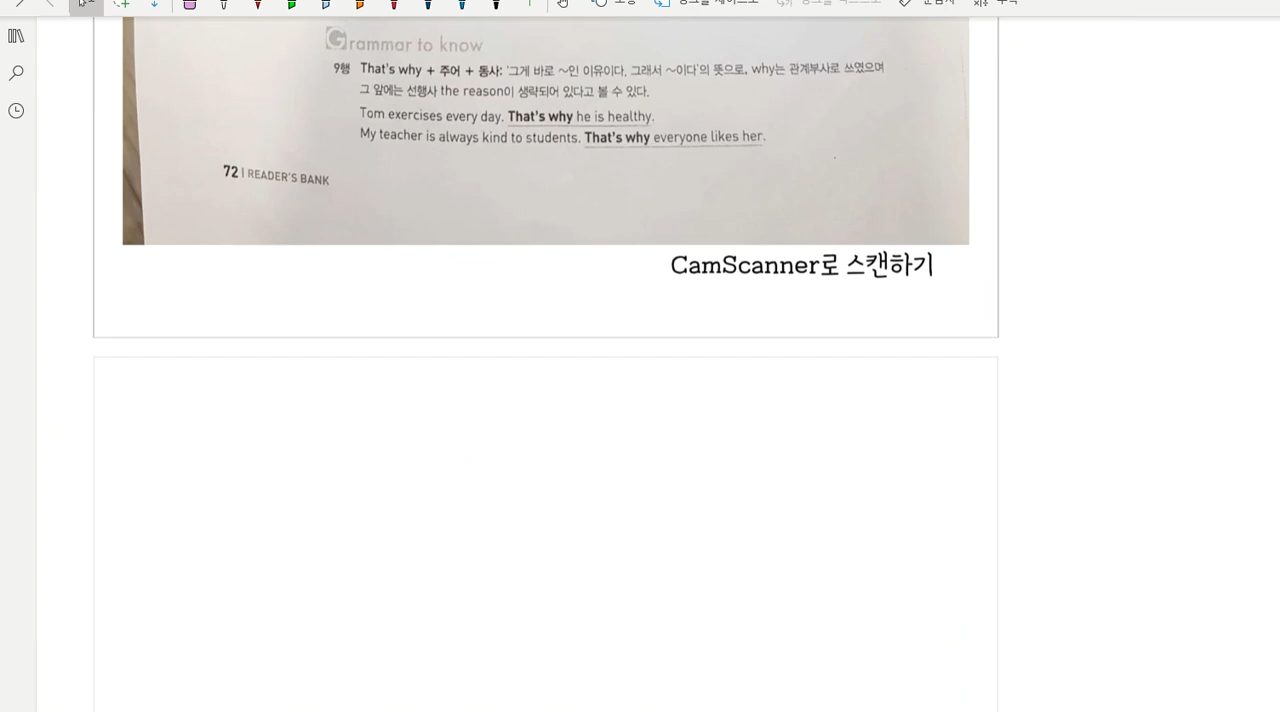 Grammar to know
9행 That's why + 주어 + 동사: '그게 바로 ~인 이유이다, 그래서 ~이다'의 뜻으로, why는 관계부사로 쓰였으며
그 앞에는 선행사 the reason이 생략되어 있다고 볼 수 있다.
Tom exercises every day. That's why he is healthy.
My teacher is always kind to students. That's why everyone likes her.
72 | READER'S BANK
CamScanner로 스캔하기